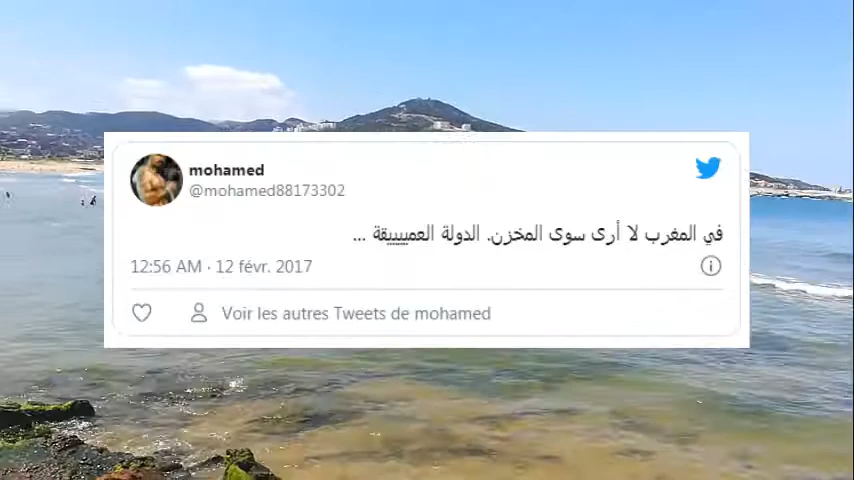 mohamed
@mohamed88173302
في المغرب لا أرى سوى المخزن. الدولة العميييييقة ...
12:56 AM · 12 févr. 2017
Voir les autres Tweets de mohamed